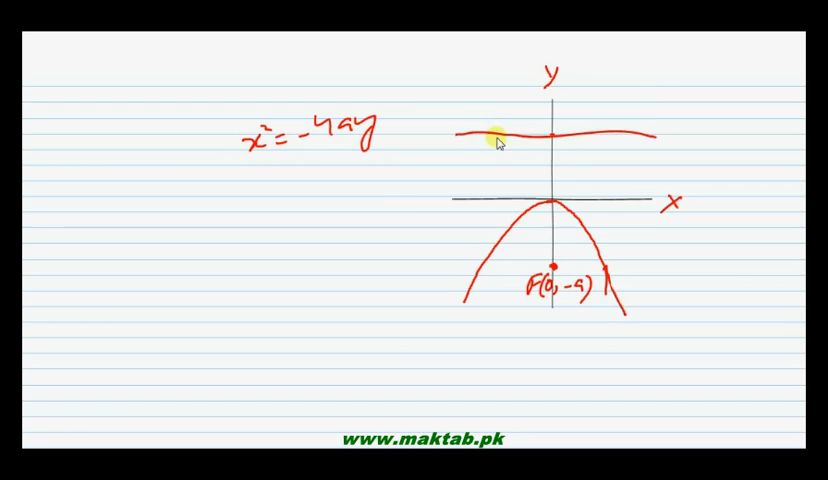 y
x² = -4ay
x
F(0, -a)
www.maktab.pk